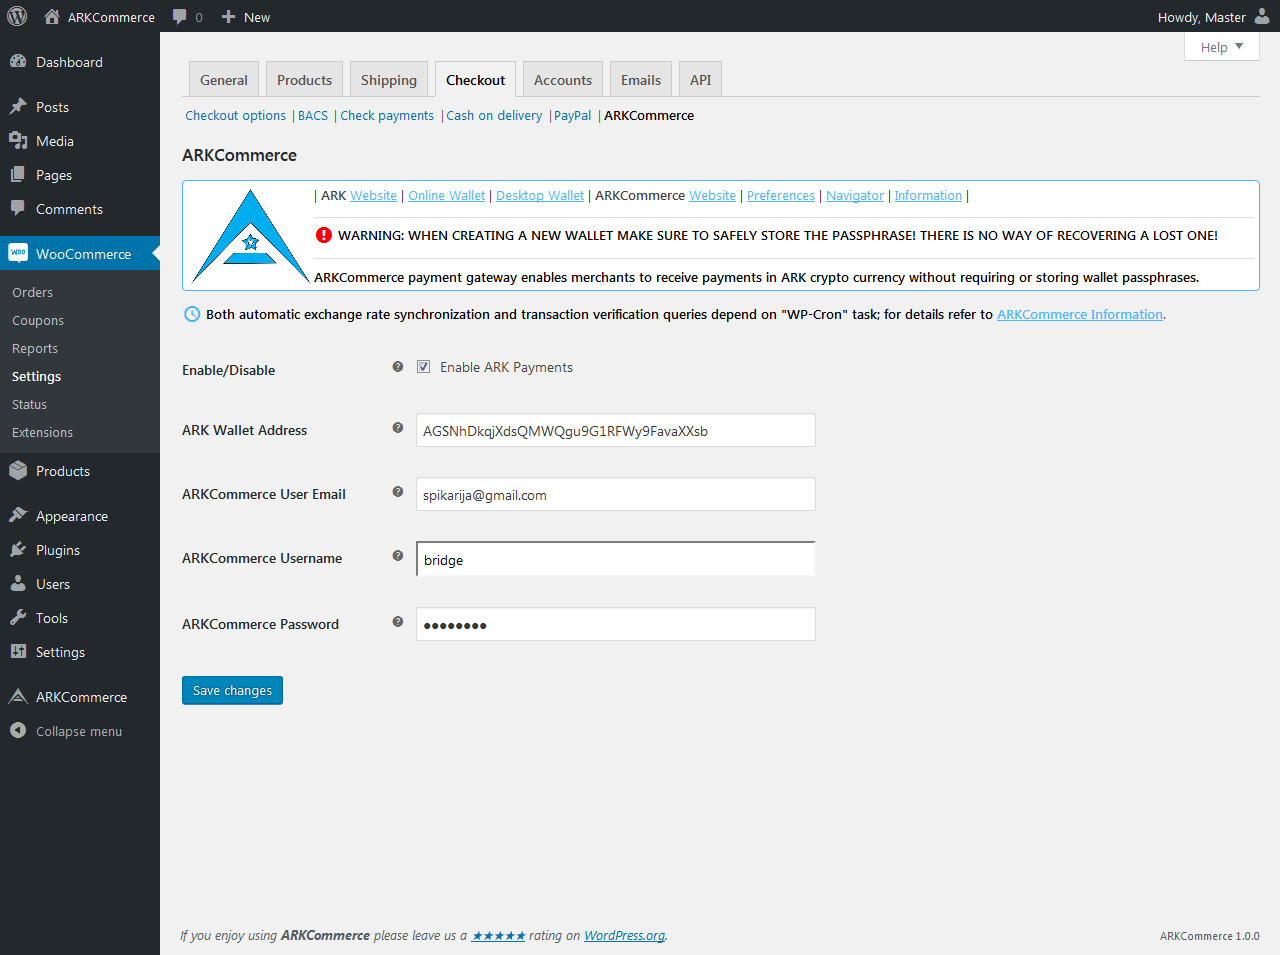 ARKCommerce 0 New Howdy, Master
Help
Dashboard
Posts
Media
Pages
Comments
WooCommerce
Orders
Coupons
Reports
Settings
Status
Extensions
Products
Appearance
Plugins
Users
Tools
Settings
ARKCommerce
Collapse menu
General Products Shipping Checkout Accounts Emails API
Checkout options | BACS | Check payments | Cash on delivery | PayPal | ARKCommerce
ARKCommerce
| ARK Website | Online Wallet | Desktop Wallet | ARKCommerce Website | Preferences | Navigator | Information |
WARNING: WHEN CREATING A NEW WALLET MAKE SURE TO SAFELY STORE THE PASSPHRASE! THERE IS NO WAY OF RECOVERING A LOST ONE!
ARKCommerce payment gateway enables merchants to receive payments in ARK crypto currency without requiring or storing wallet passphrases.
Both automatic exchange rate synchronization and transaction verification queries depend on "WP-Cron" task; for details refer to ARKCommerce Information.
Enable/Disable Enable ARK Payments
ARK Wallet Address AGSNhDkqjXdsQMWQgu9G1RFWy9FavaXXsb
ARKCommerce User Email spikarija@gmail.com
ARKCommerce Username bridge
ARKCommerce Password ●●●●●●●●
Save changes
If you enjoy using ARKCommerce please leave us a ★★★★★ rating on WordPress.org.
ARKCommerce 1.0.0